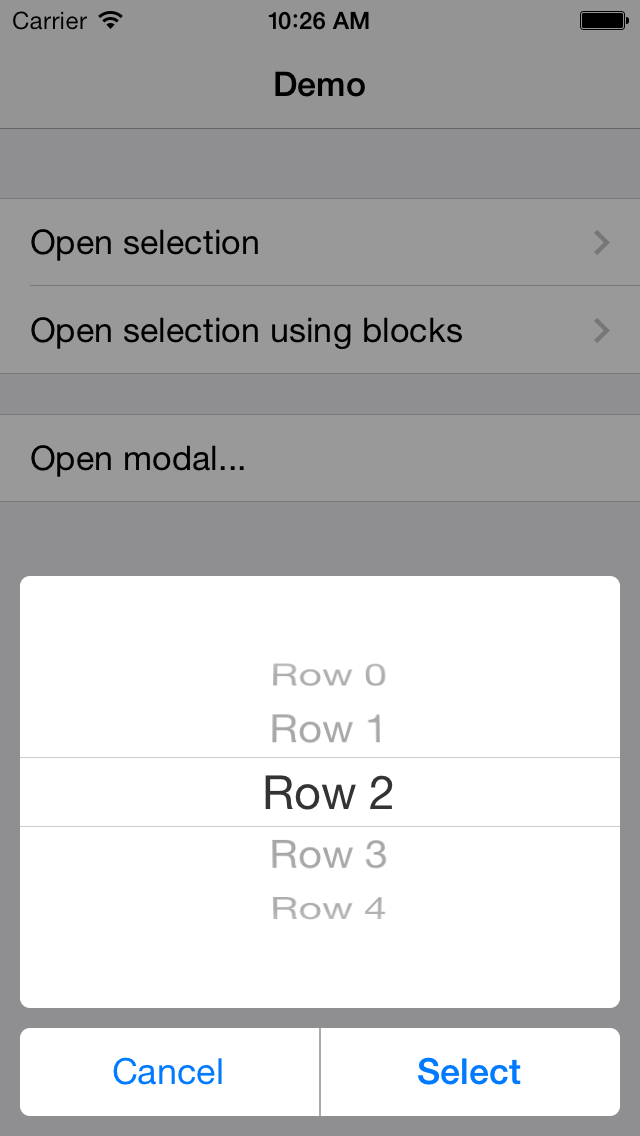 Carrier 10:26 AM
Demo
Open selection
Open selection using blocks
Open modal...
Row 0
Row 1
Row 2
Row 3
Row 4
Cancel Select